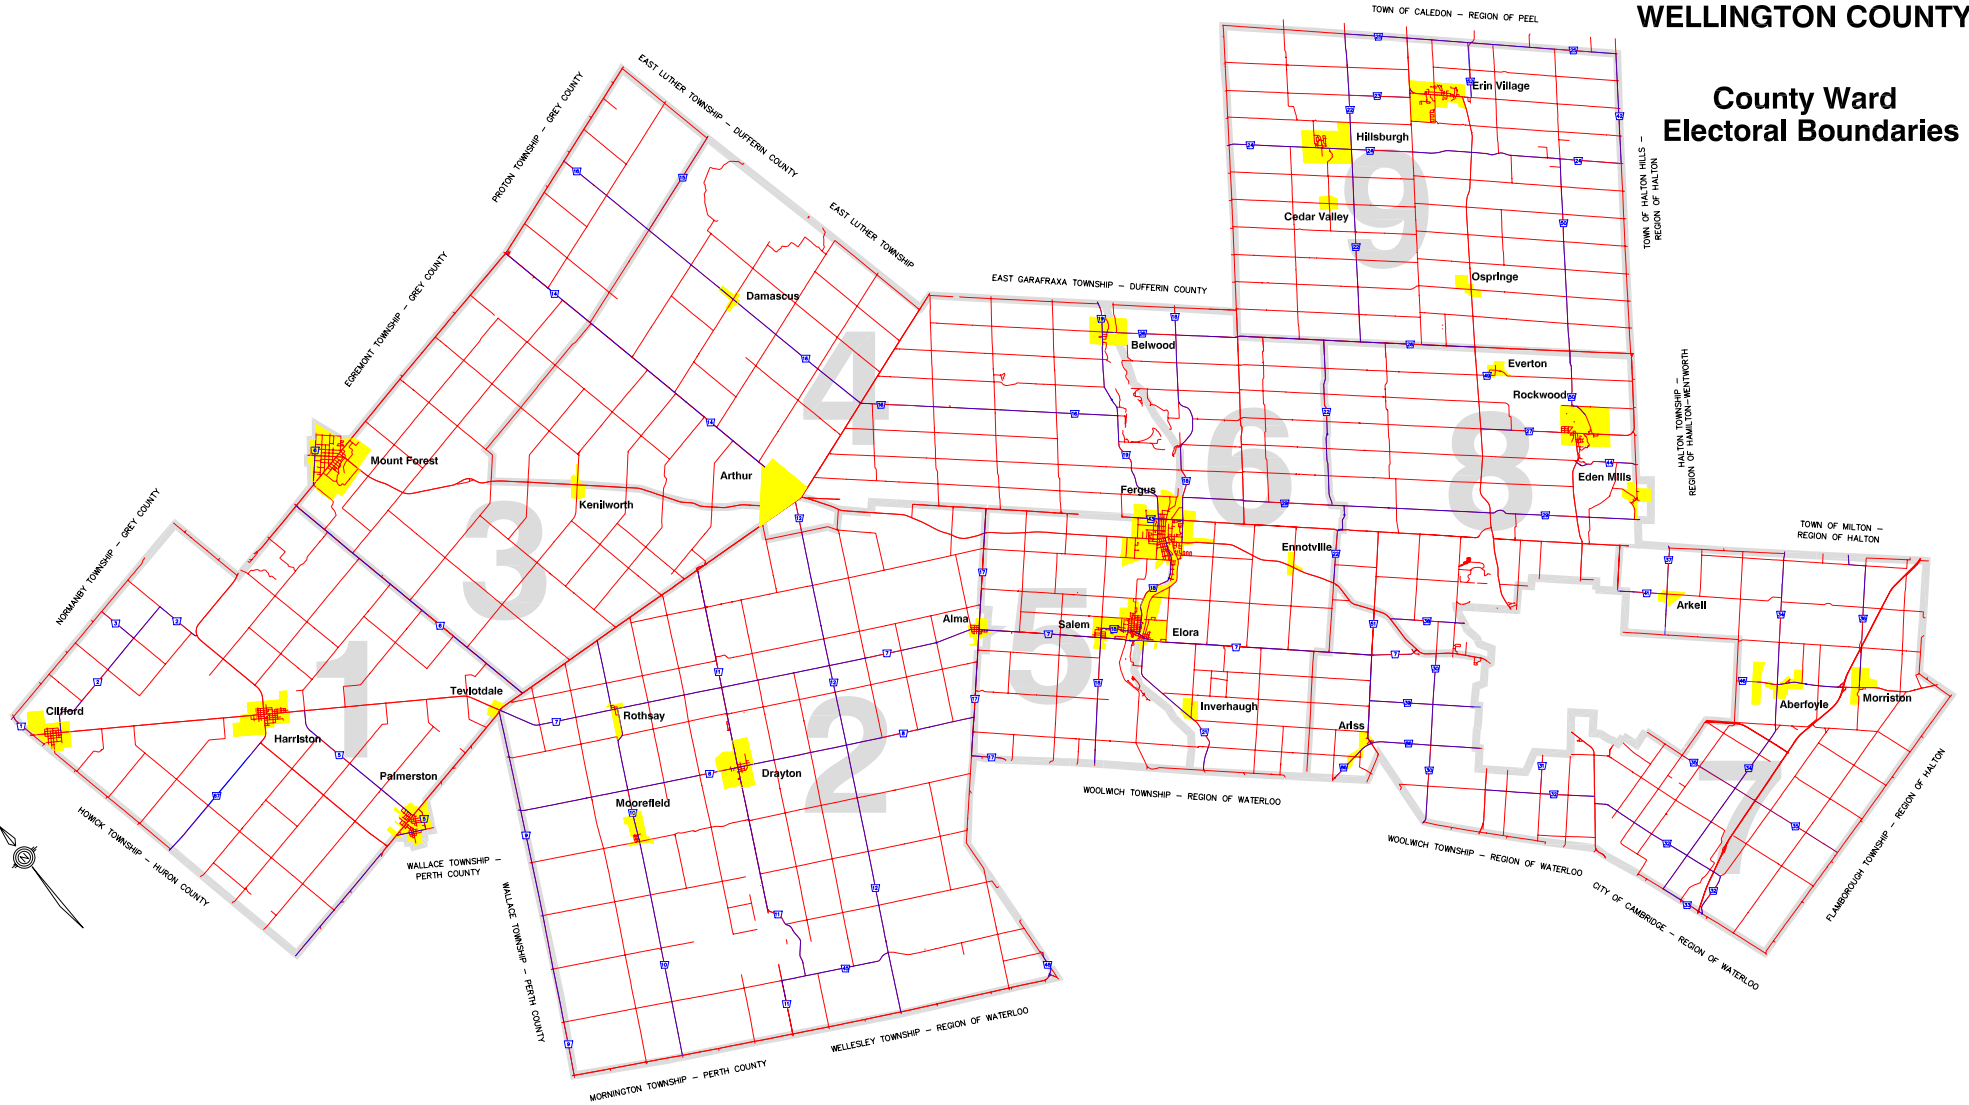 WELLINGTON COUNTY
County Ward
Electoral Boundaries
TOWN OF CALEDON – REGION OF PEEL
EAST LUTHER TOWNSHIP – DUFFERIN COUNTY
PROTON TOWNSHIP – GREY COUNTY
EAST LUTHER TOWNSHIP
EGREMONT TOWNSHIP – GREY COUNTY
EAST GARAFRAXA TOWNSHIP – DUFFERIN COUNTY
TOWN OF HALTON HILLS –
REGION OF HALTON
HALTON TOWNSHIP –
REGION OF HAMILTON–WENTWORTH
TOWN OF MILTON –
REGION OF HALTON
NORMANBY TOWNSHIP – GREY COUNTY
HOWICK TOWNSHIP – HURON COUNTY
WALLACE TOWNSHIP –
PERTH COUNTY
WALLACE TOWNSHIP – PERTH COUNTY
MORNINGTON TOWNSHIP – PERTH COUNTY
WELLESLEY TOWNSHIP – REGION OF WATERLOO
WOOLWICH TOWNSHIP – REGION OF WATERLOO
WOOLWICH TOWNSHIP – REGION OF WATERLOO
CITY OF CAMBRIDGE – REGION OF WATERLOO
FLAMBOROUGH TOWNSHIP – REGION OF HALTON
Erin Village
Hillsburgh
9
Cedar Valley
Ospringe
Damascus
4
Belwood
Everton
Rockwood
6
8
Mount Forest
Arthur
Kenilworth
3
Fergus
Eden Mills
Ennotville
Arkell
5
Alma
Salem
Elora
1
Teviotdale
Clifford
Harriston
Rothsay
Inverhaugh
Ariss
Aberfoyle
Morriston
Palmerston
2
Drayton
Moorefield
7
N